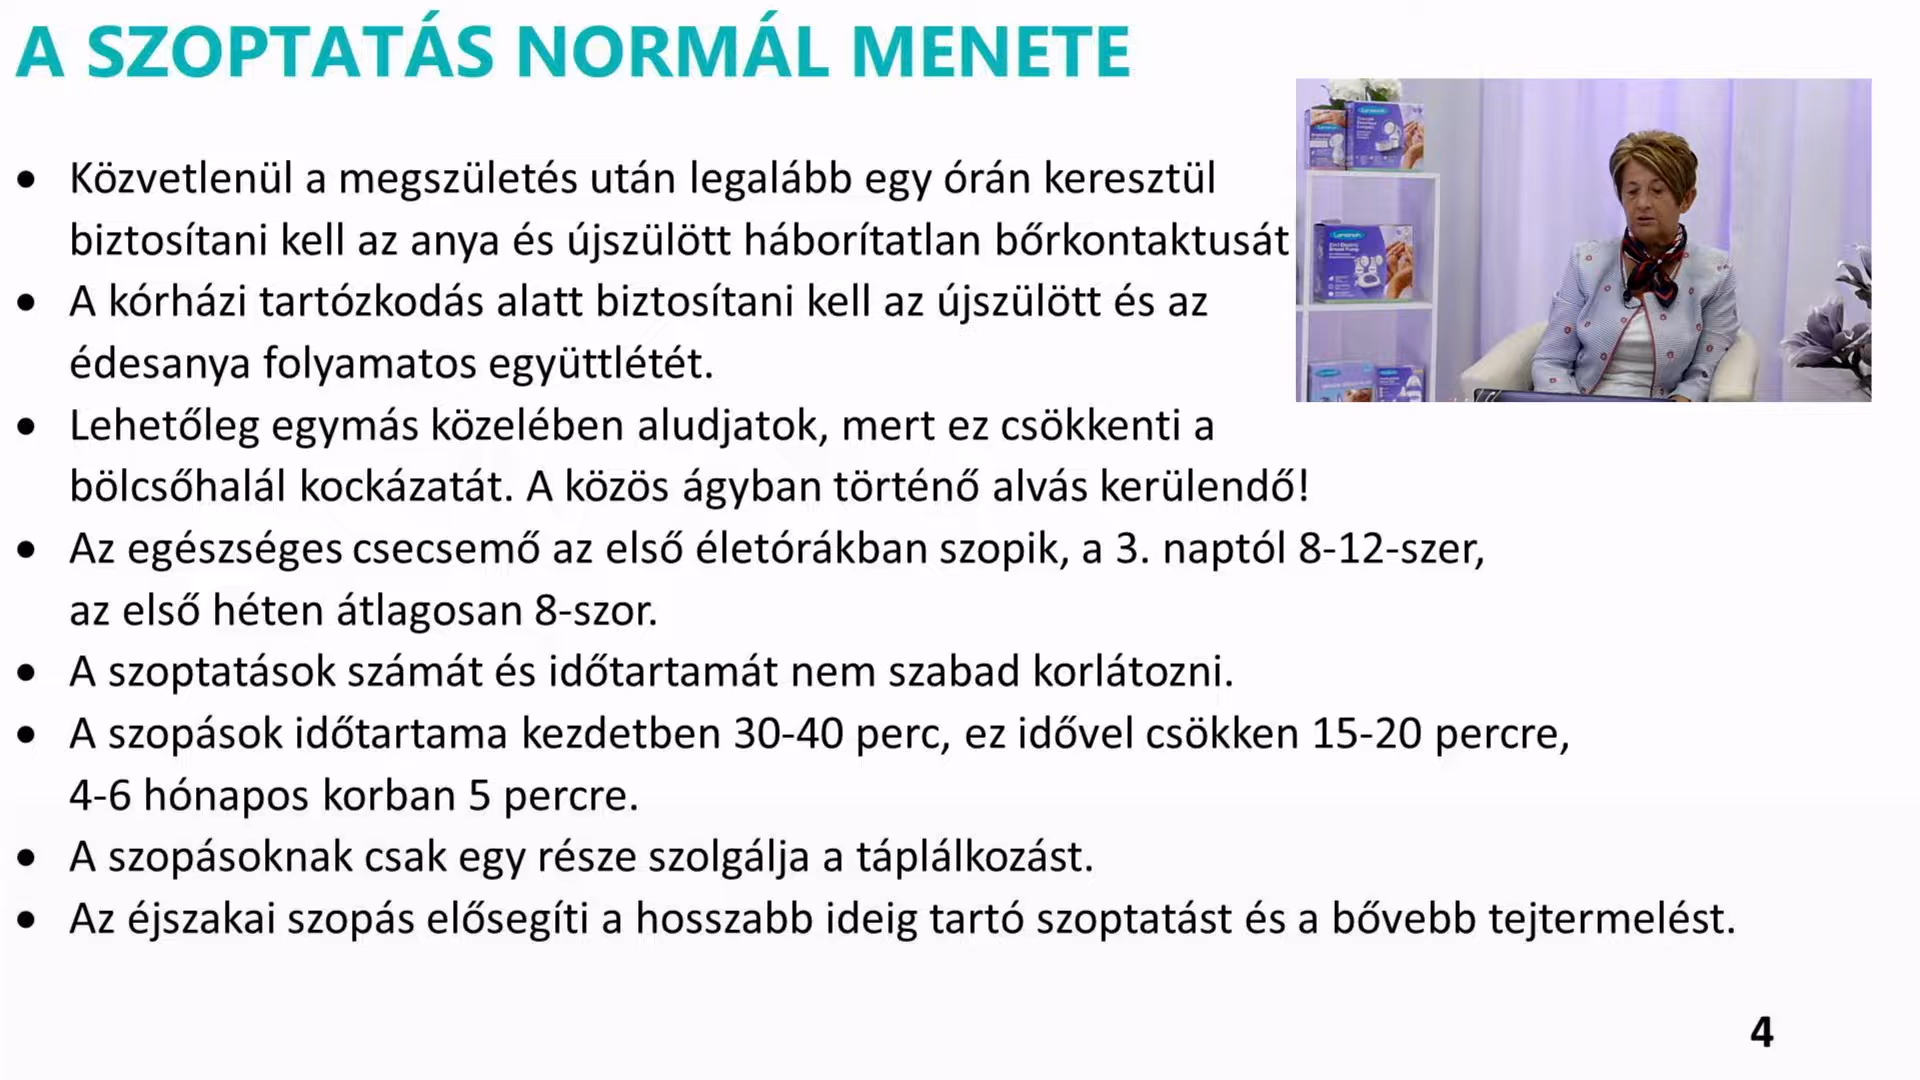 A SZOPTATÁS NORMÁL MENETE
• Közvetlenül a megszületés után legalább egy órán keresztül
biztosítani kell az anya és újszülött háborítatlan bőrkontaktusát
• A kórházi tartózkodás alatt biztosítani kell az újszülött és az
édesanya folyamatos együttlétét.
• Lehetőleg egymás közelében aludjatok, mert ez csökkenti a
bölcsőhalál kockázatát. A közös ágyban történő alvás kerülendő!
• Az egészséges csecsemő az első életórákban szopik, a 3. naptól 8-12-szer,
az első héten átlagosan 8-szor.
• A szoptatások számát és időtartamát nem szabad korlátozni.
• A szopások időtartama kezdetben 30-40 perc, ez idővel csökken 15-20 percre,
4-6 hónapos korban 5 percre.
• A szopásoknak csak egy része szolgálja a táplálkozást.
• Az éjszakai szopás elősegíti a hosszabb ideig tartó szoptatást és a bővebb tejtermelést.
4
Lansinoh
Lansinoh